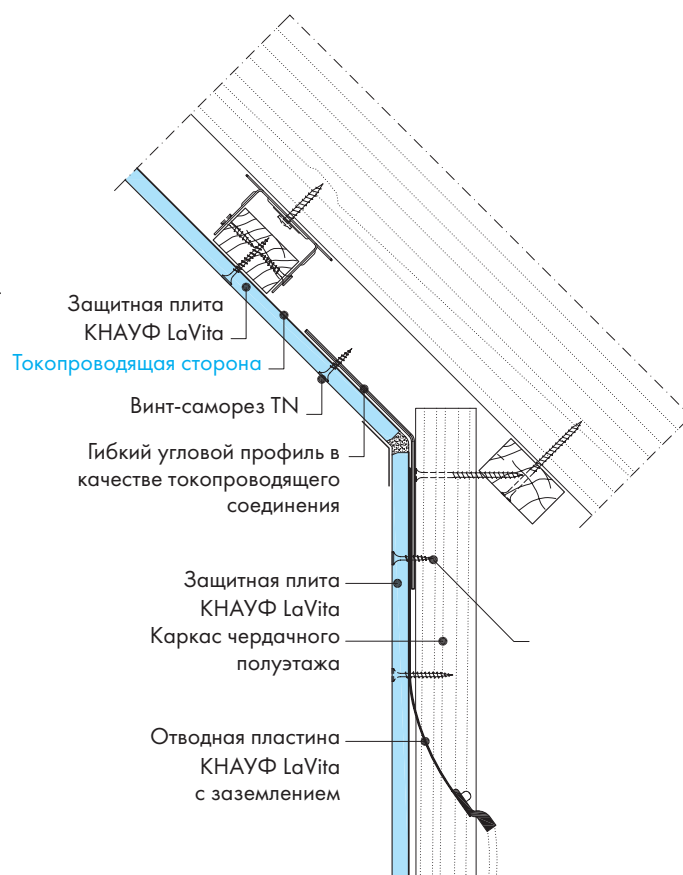 Защитная плита
КНАУФ LaVita
Токопроводящая сторона
Винт-саморез TN
Гибкий угловой профиль в
качестве токопроводящего
соединения
Защитная плита
КНАУФ LaVita
Каркас чердачного
полуэтажа
Отводная пластина
КНАУФ LaVita
с заземлением